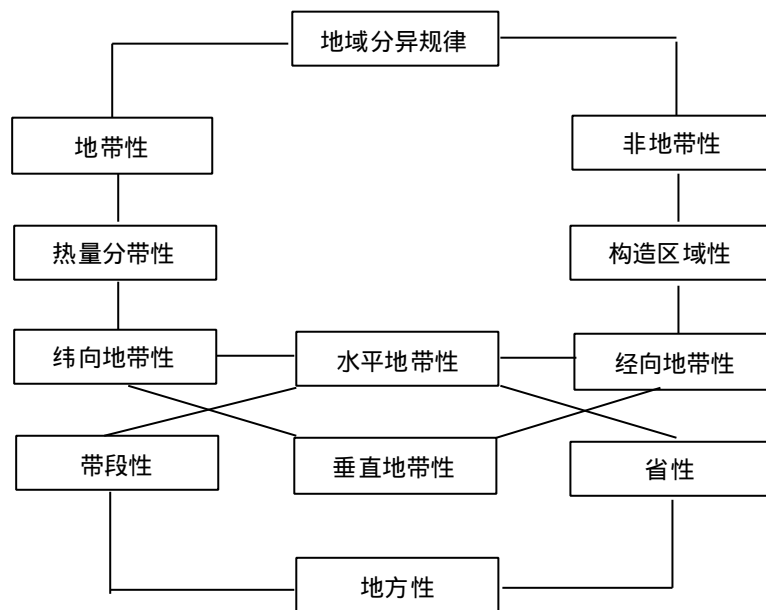 地域分异规律
地带性
非地带性
热量分带性
构造区域性
纬向地带性
水平地带性
经向地带性
带段性
垂直地带性
省性
地方性